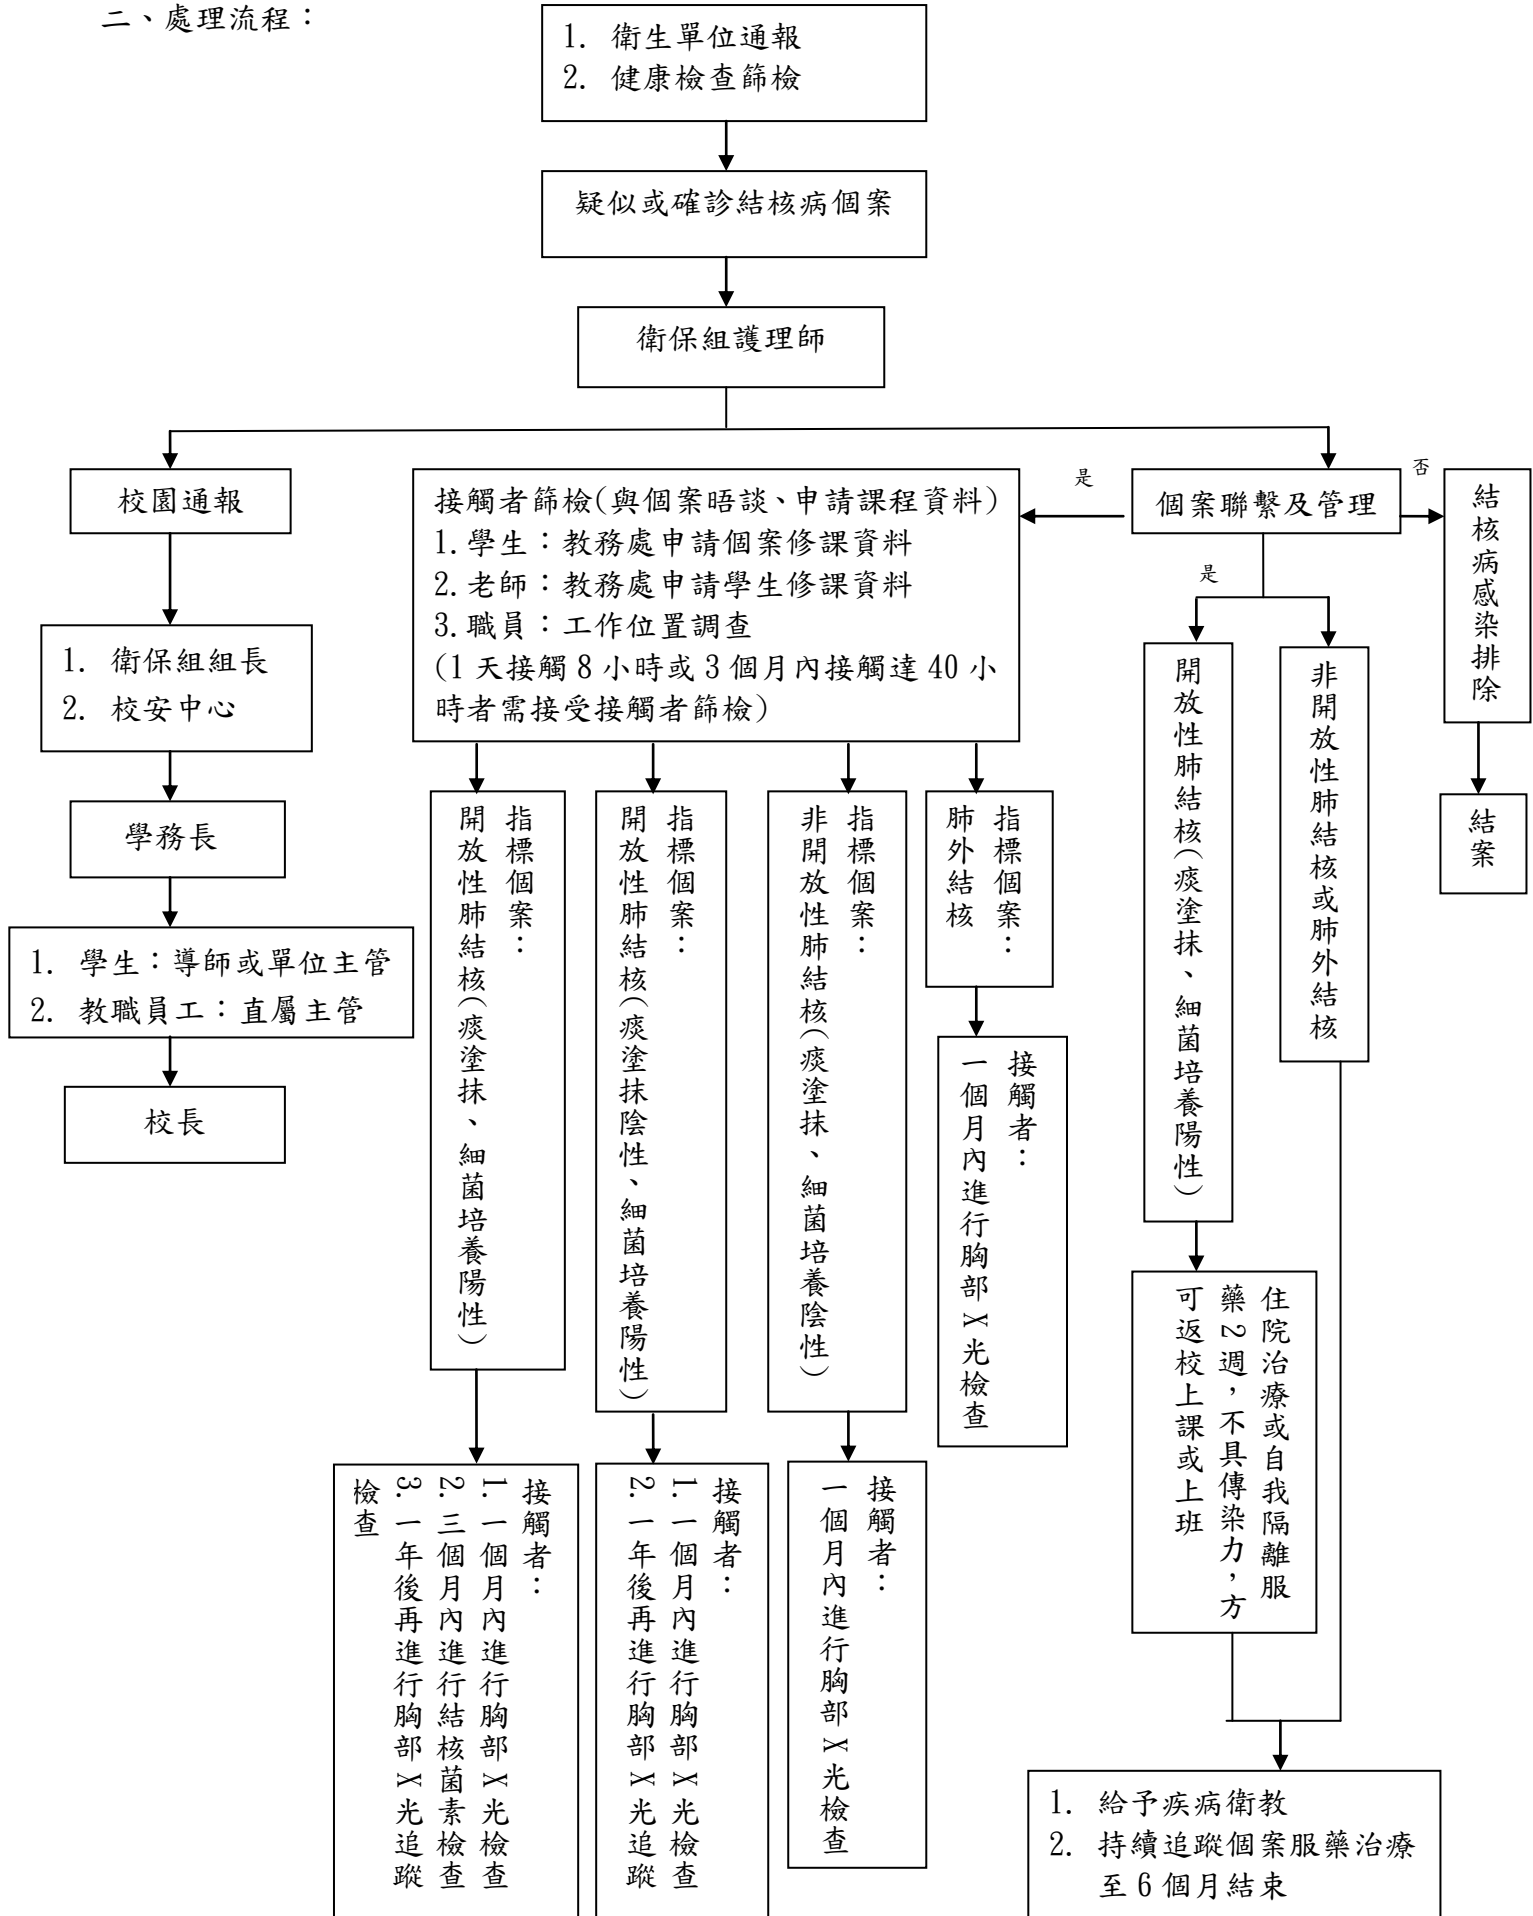 二、處理流程：
1. 衛生單位通報
2. 健康檢查篩檢
疑似或確診結核病個案
衛保組護理師
校園通報
1. 衛保組組長
2. 校安中心
學務長
1. 學生：導師或單位主管
2. 教職員工：直屬主管
校長
接觸者篩檢(與個案晤談、申請課程資料)
1.學生：教務處申請個案修課資料
2.老師：教務處申請學生修課資料
3.職員：工作位置調查
(1 天接觸 8 小時或 3 個月內接觸達 40 小
時者需接受接觸者篩檢)
是
個案聯繫及管理
否
結核病感染排除
結案
是
指標個案：
開放性肺結核(痰塗抹、細菌培養陽性)
接觸者：
1.一個月內進行胸部 X 光檢查
2.三個月內進行結核菌素檢查
3.一年後再進行胸部 X 光追蹤
檢查
指標個案：
開放性肺結核(痰塗抹陰性、細菌培養陽性)
接觸者：
1.一個月內進行胸部 X 光檢查
2.一年後再進行胸部 X 光追蹤
指標個案：
非開放性肺結核(痰塗抹、細菌培養陰性)
接觸者：
一個月內進行胸部 X 光檢查
指標個案：
肺外結核
接觸者：
一個月內進行胸部 X 光檢查
開放性肺結核(痰塗抹、細菌培養陽性)
住院治療或自我隔離服
藥 2 週，不具傳染力，方
可返校上課或上班
非開放性肺結核或肺外結核
1. 給予疾病衛教
2. 持續追蹤個案服藥治療
至 6 個月結束